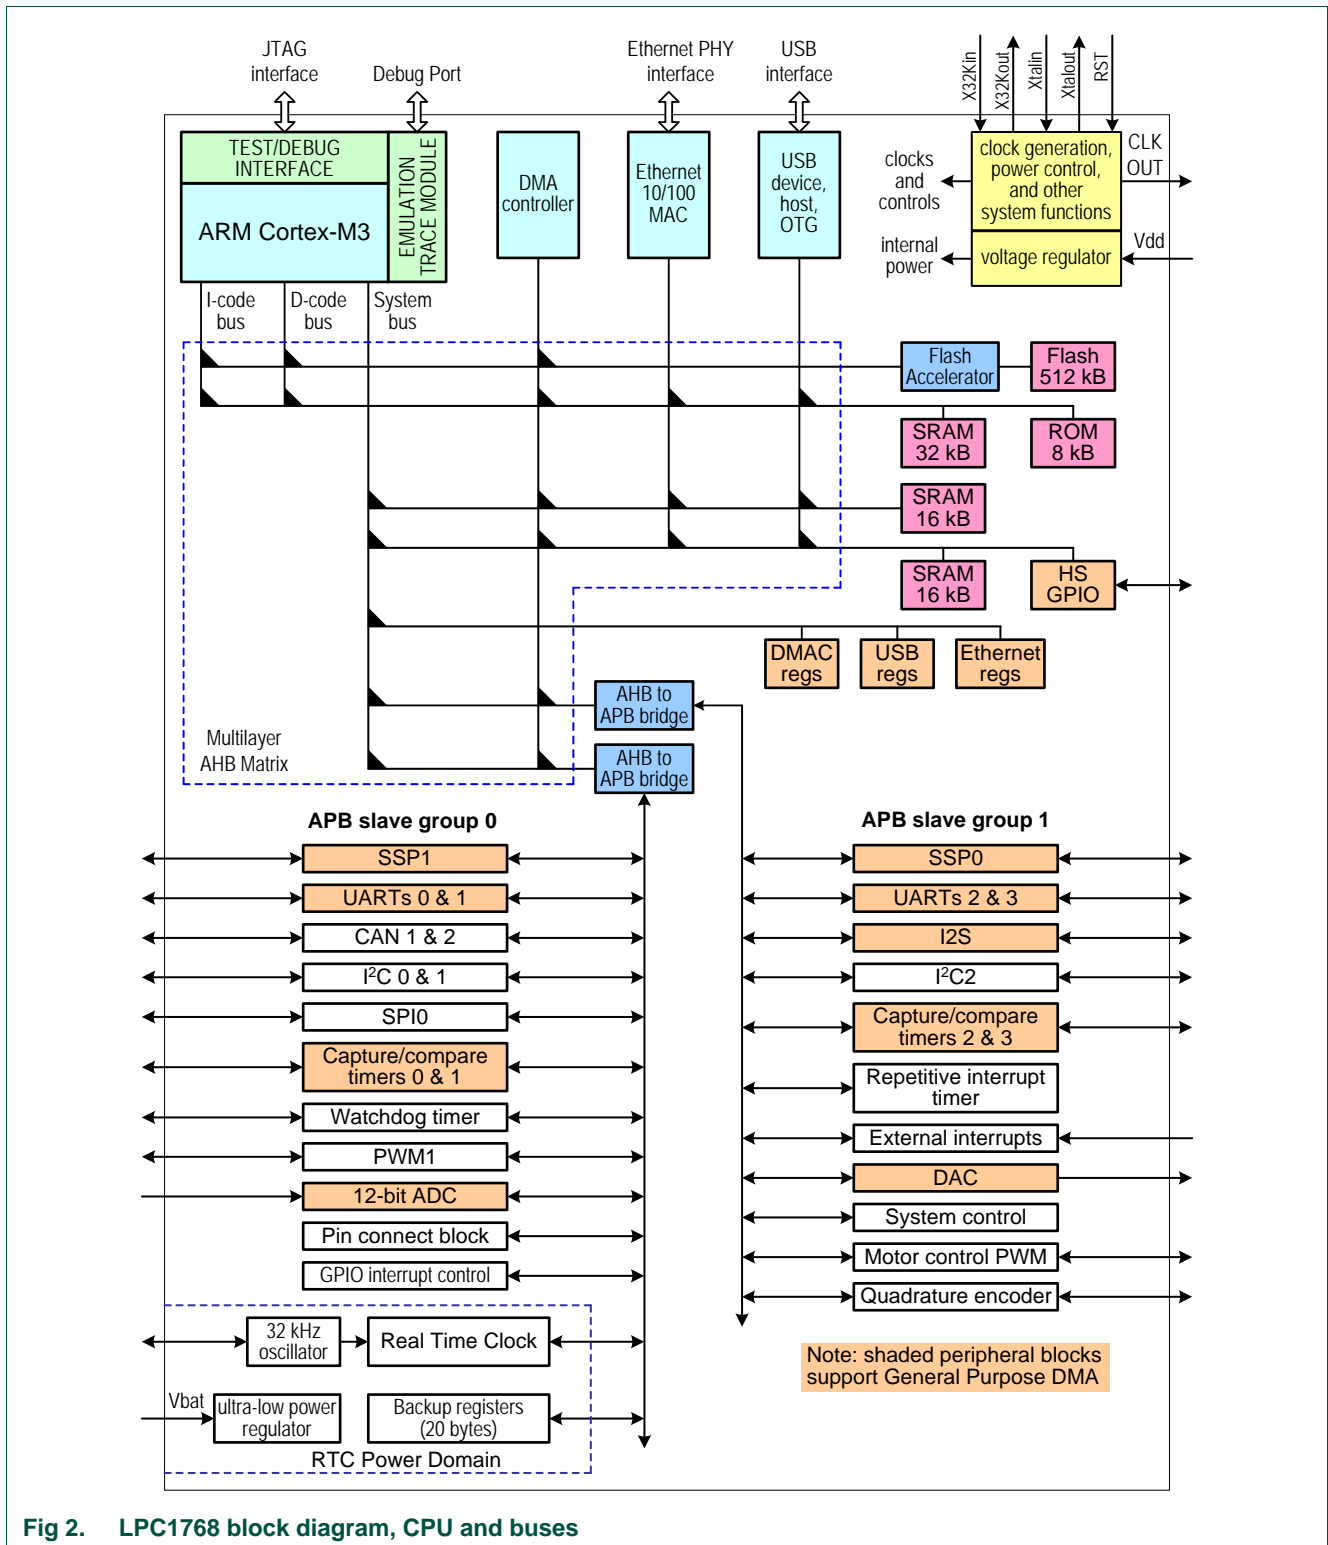 JTAG
interface
Debug Port
Ethernet PHY
interface
USB
interface
X32Kin
X32Kout
Xtalin
Xtalout
RST
TEST/DEBUG
INTERFACE
EMULATION
TRACE MODULE
ARM Cortex-M3
DMA
controller
Ethernet
10/100
MAC
USB
device,
host,
OTG
clocks
and
controls
clock generation,
power control,
and other
system functions
CLK
OUT
internal
power
voltage regulator
Vdd
I-code
bus
D-code
bus
System
bus
Flash
Accelerator
Flash
512 kB
SRAM
32 kB
ROM
8 kB
SRAM
16 kB
SRAM
16 kB
HS
GPIO
DMAC
regs
USB
regs
Ethernet
regs
AHB to
APB bridge
Multilayer
AHB Matrix
AHB to
APB bridge
APB slave group 0
SSP1
UARTs 0 & 1
CAN 1 & 2
I²C 0 & 1
SPI0
Capture/compare
timers 0 & 1
Watchdog timer
PWM1
12-bit ADC
Pin connect block
GPIO interrupt control
APB slave group 1
SSP0
UARTs 2 & 3
I2S
I²C2
Capture/compare
timers 2 & 3
Repetitive interrupt
timer
External interrupts
DAC
System control
Motor control PWM
Quadrature encoder
32 kHz
oscillator
Real Time Clock
Vbat
ultra-low power
regulator
Backup registers
(20 bytes)
RTC Power Domain
Note: shaded peripheral blocks
support General Purpose DMA
Fig 2. LPC1768 block diagram, CPU and buses